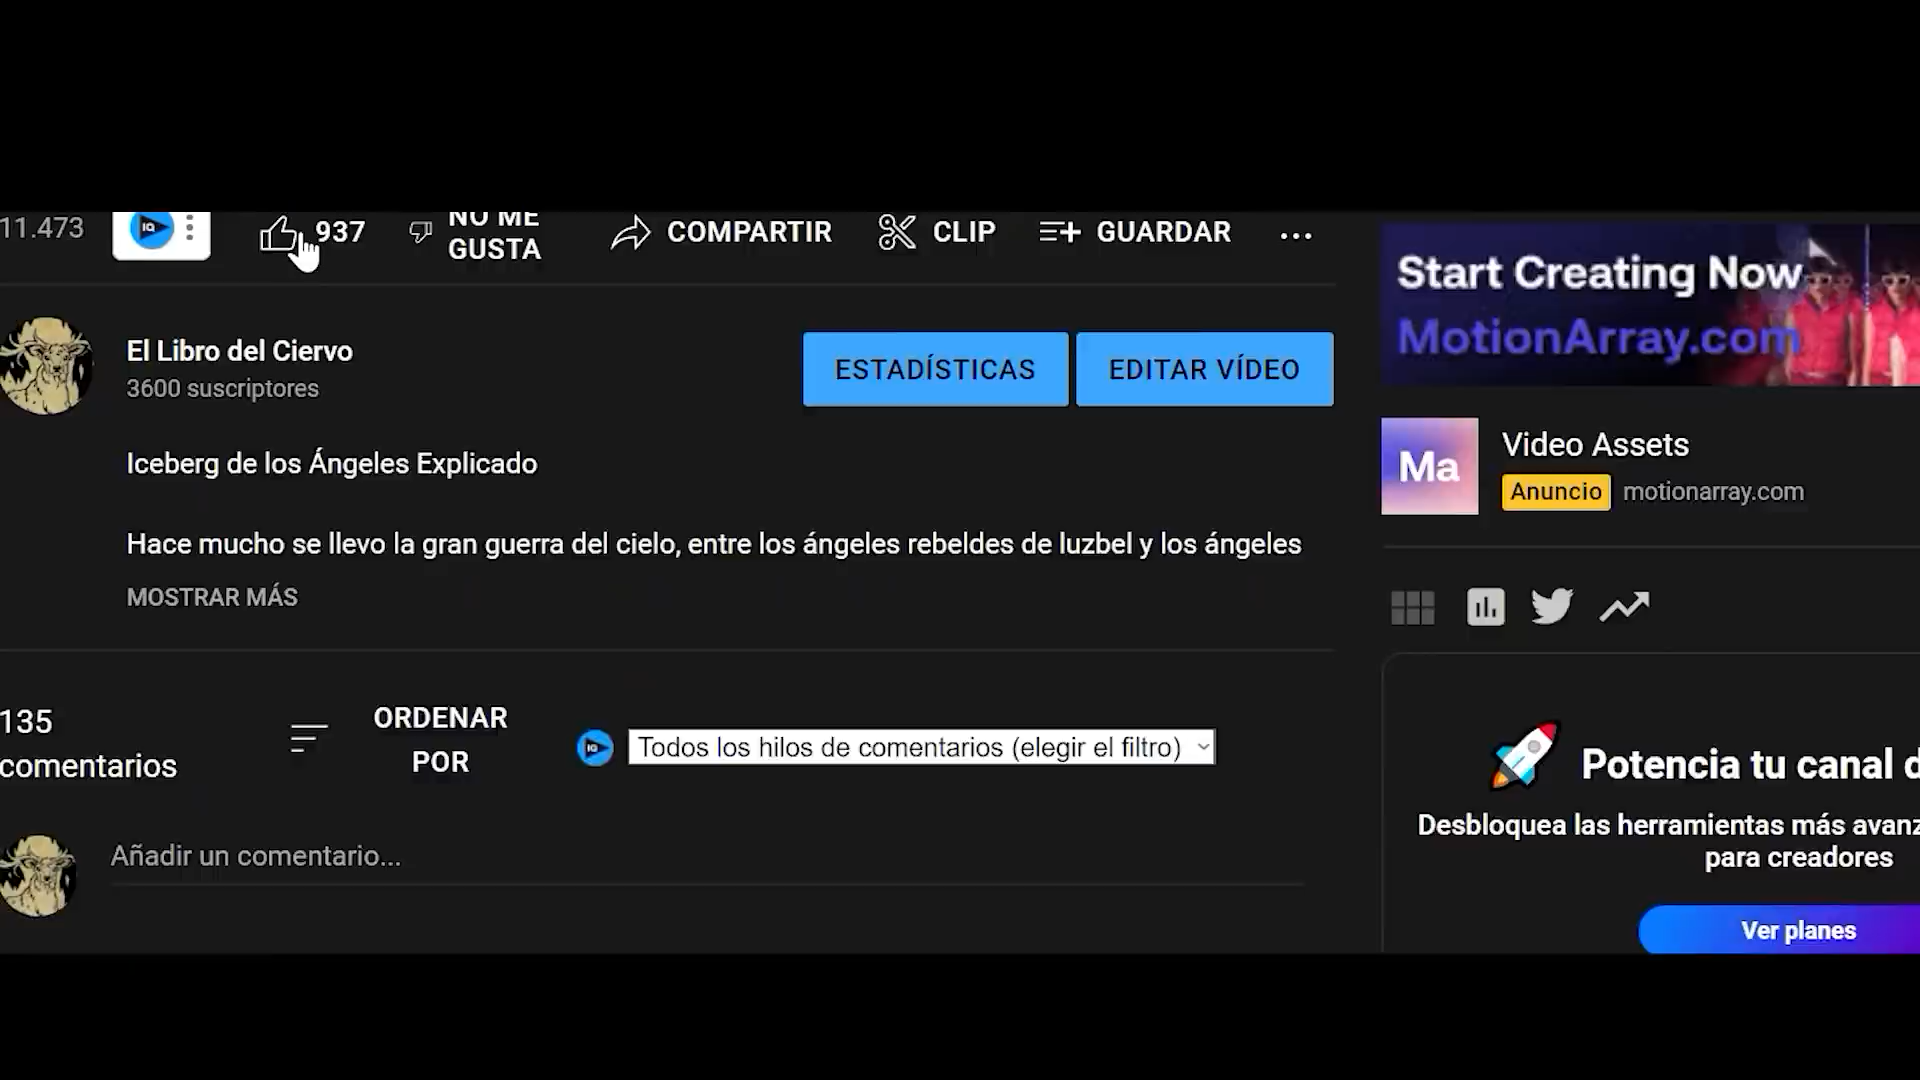 11.473
937
NO ME
GUSTA
COMPARTIR
CLIP
GUARDAR
El Libro del Ciervo
3600 suscriptores
ESTADÍSTICAS
EDITAR VÍDEO
Iceberg de los Ángeles Explicado
Hace mucho se llevo la gran guerra del cielo, entre los ángeles rebeldes de luzbel y los ángeles
MOSTRAR MÁS
135
comentarios
ORDENAR
POR
IQ
Todos los hilos de comentarios (elegir el filtro)
Añadir un comentario...
Start Creating Now
MotionArray.com
Ma
Video Assets
Anuncio motionarray.com
Potencia tu canal d
Desbloquea las herramientas más avanz
para creadores
Ver planes